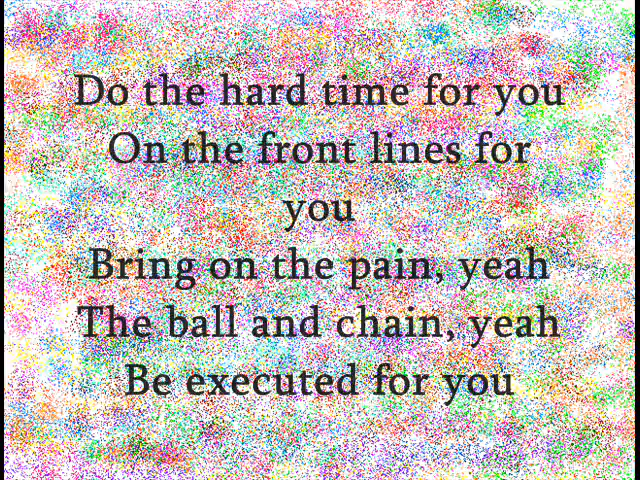 Do the hard time for you
On the front lines for
you
Bring on the pain, yeah
The ball and chain, yeah
Be executed for you